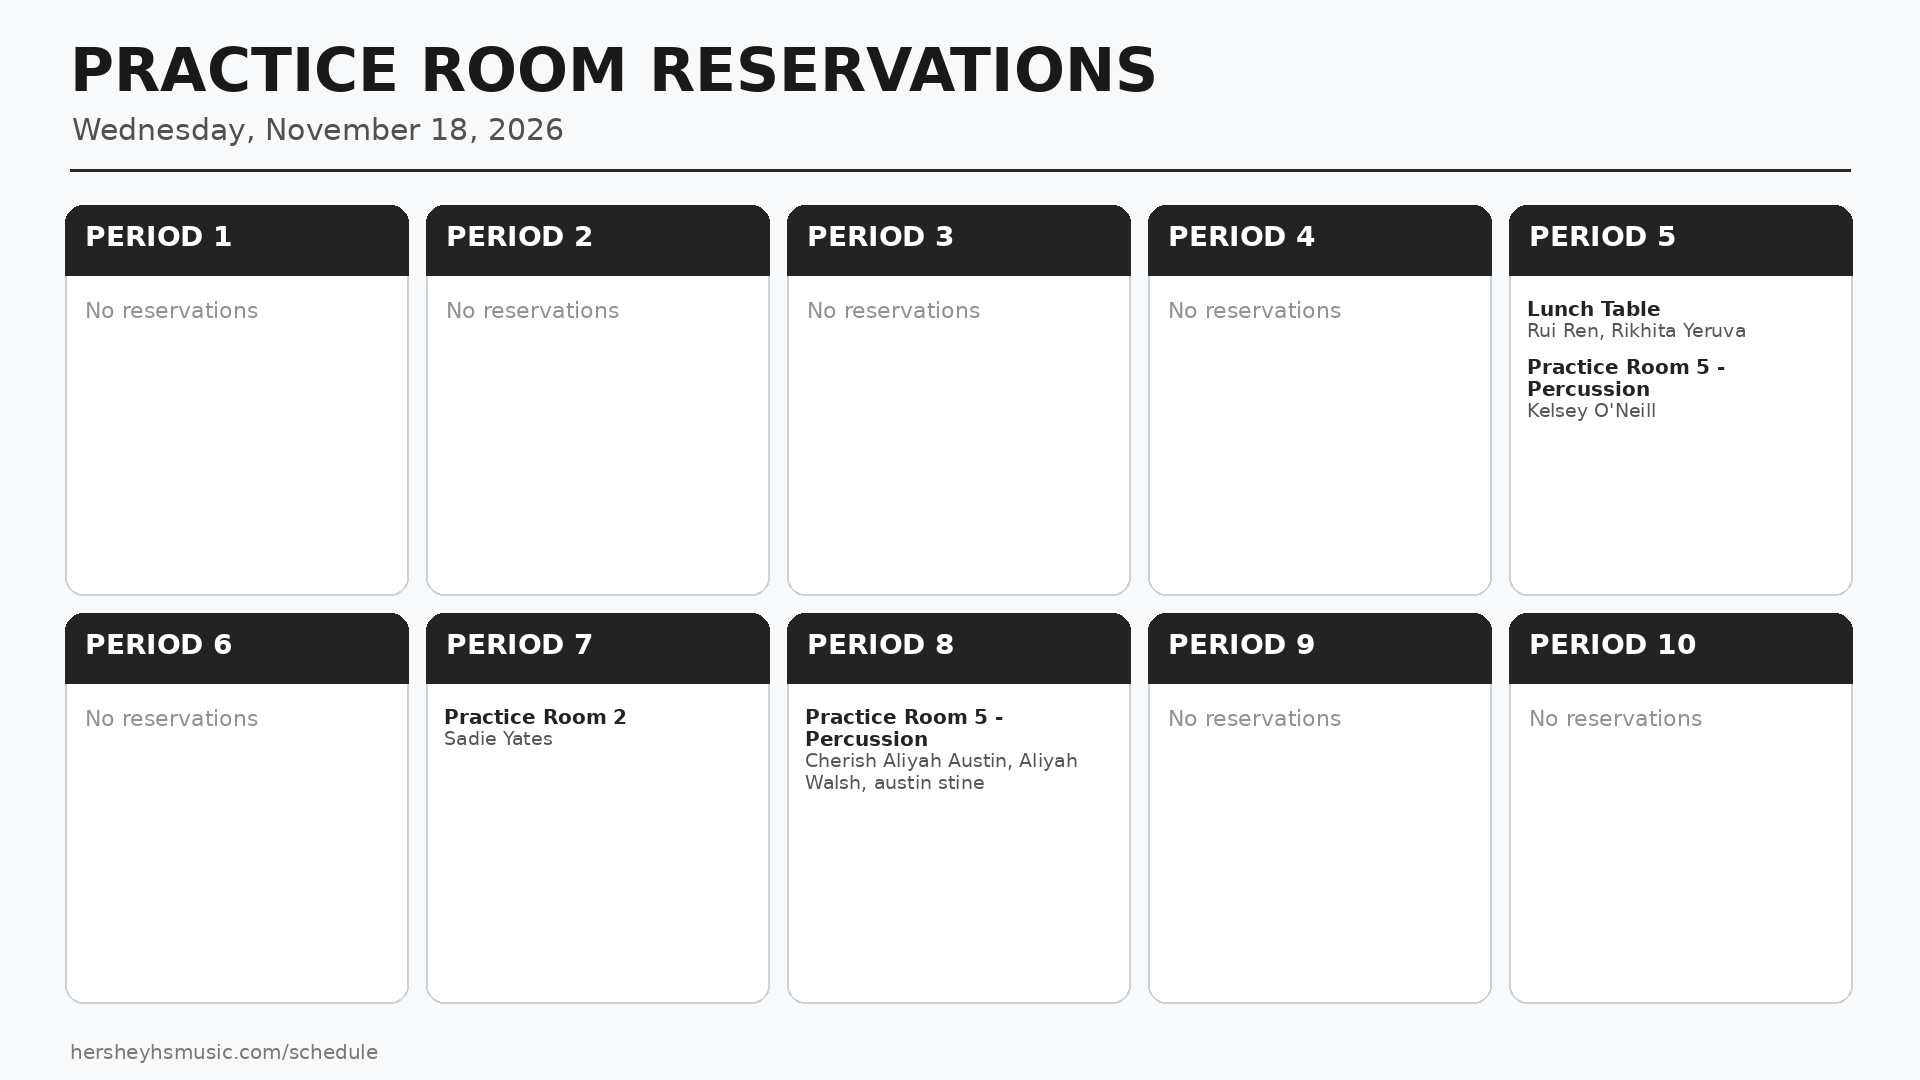 PRACTICE ROOM RESERVATIONS
Wednesday, November 18, 2026
PERIOD 1
No reservations
PERIOD 2
No reservations
PERIOD 3
No reservations
PERIOD 4
No reservations
PERIOD 5
Lunch Table
Rui Ren, Rikhita Yeruva
Practice Room 5 -
Percussion
Kelsey O'Neill
PERIOD 6
No reservations
PERIOD 7
Practice Room 2
Sadie Yates
PERIOD 8
Practice Room 5 -
Percussion
Cherish Aliyah Austin, Aliyah
Walsh, austin stine
PERIOD 9
No reservations
PERIOD 10
No reservations
hersheyhsmusic.com/schedule